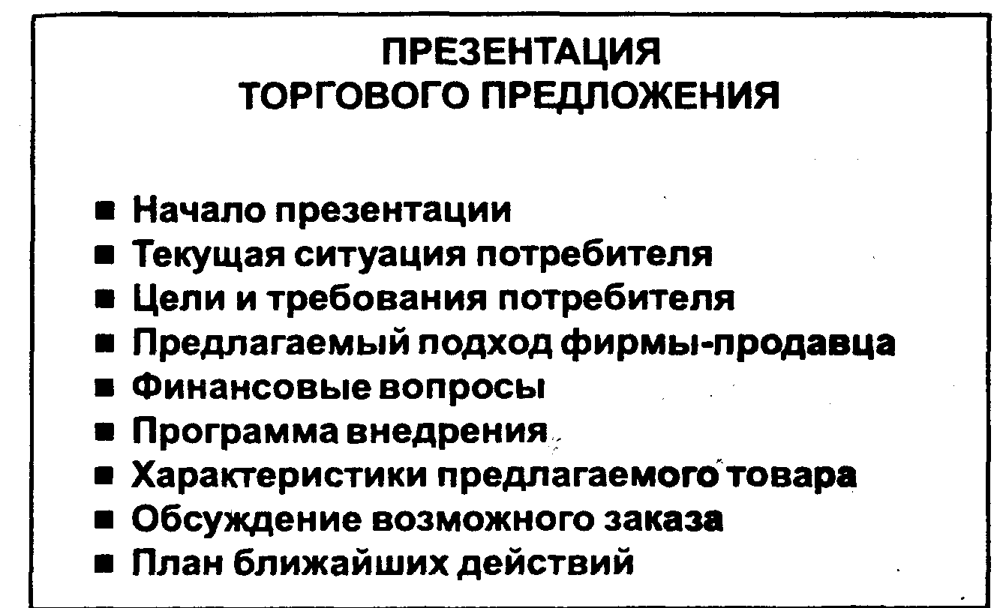 ПРЕЗЕНТАЦИЯ
ТОРГОВОГО ПРЕДЛОЖЕНИЯ
■ Начало презентации
■ Текущая ситуация потребителя
■ Цели и требования потребителя
■ Предлагаемый подход фирмы-продавца
■ Финансовые вопросы
■ Программа внедрения
■ Характеристики предлагаемого товара
■ Обсуждение возможного заказа
■ План ближайших действий